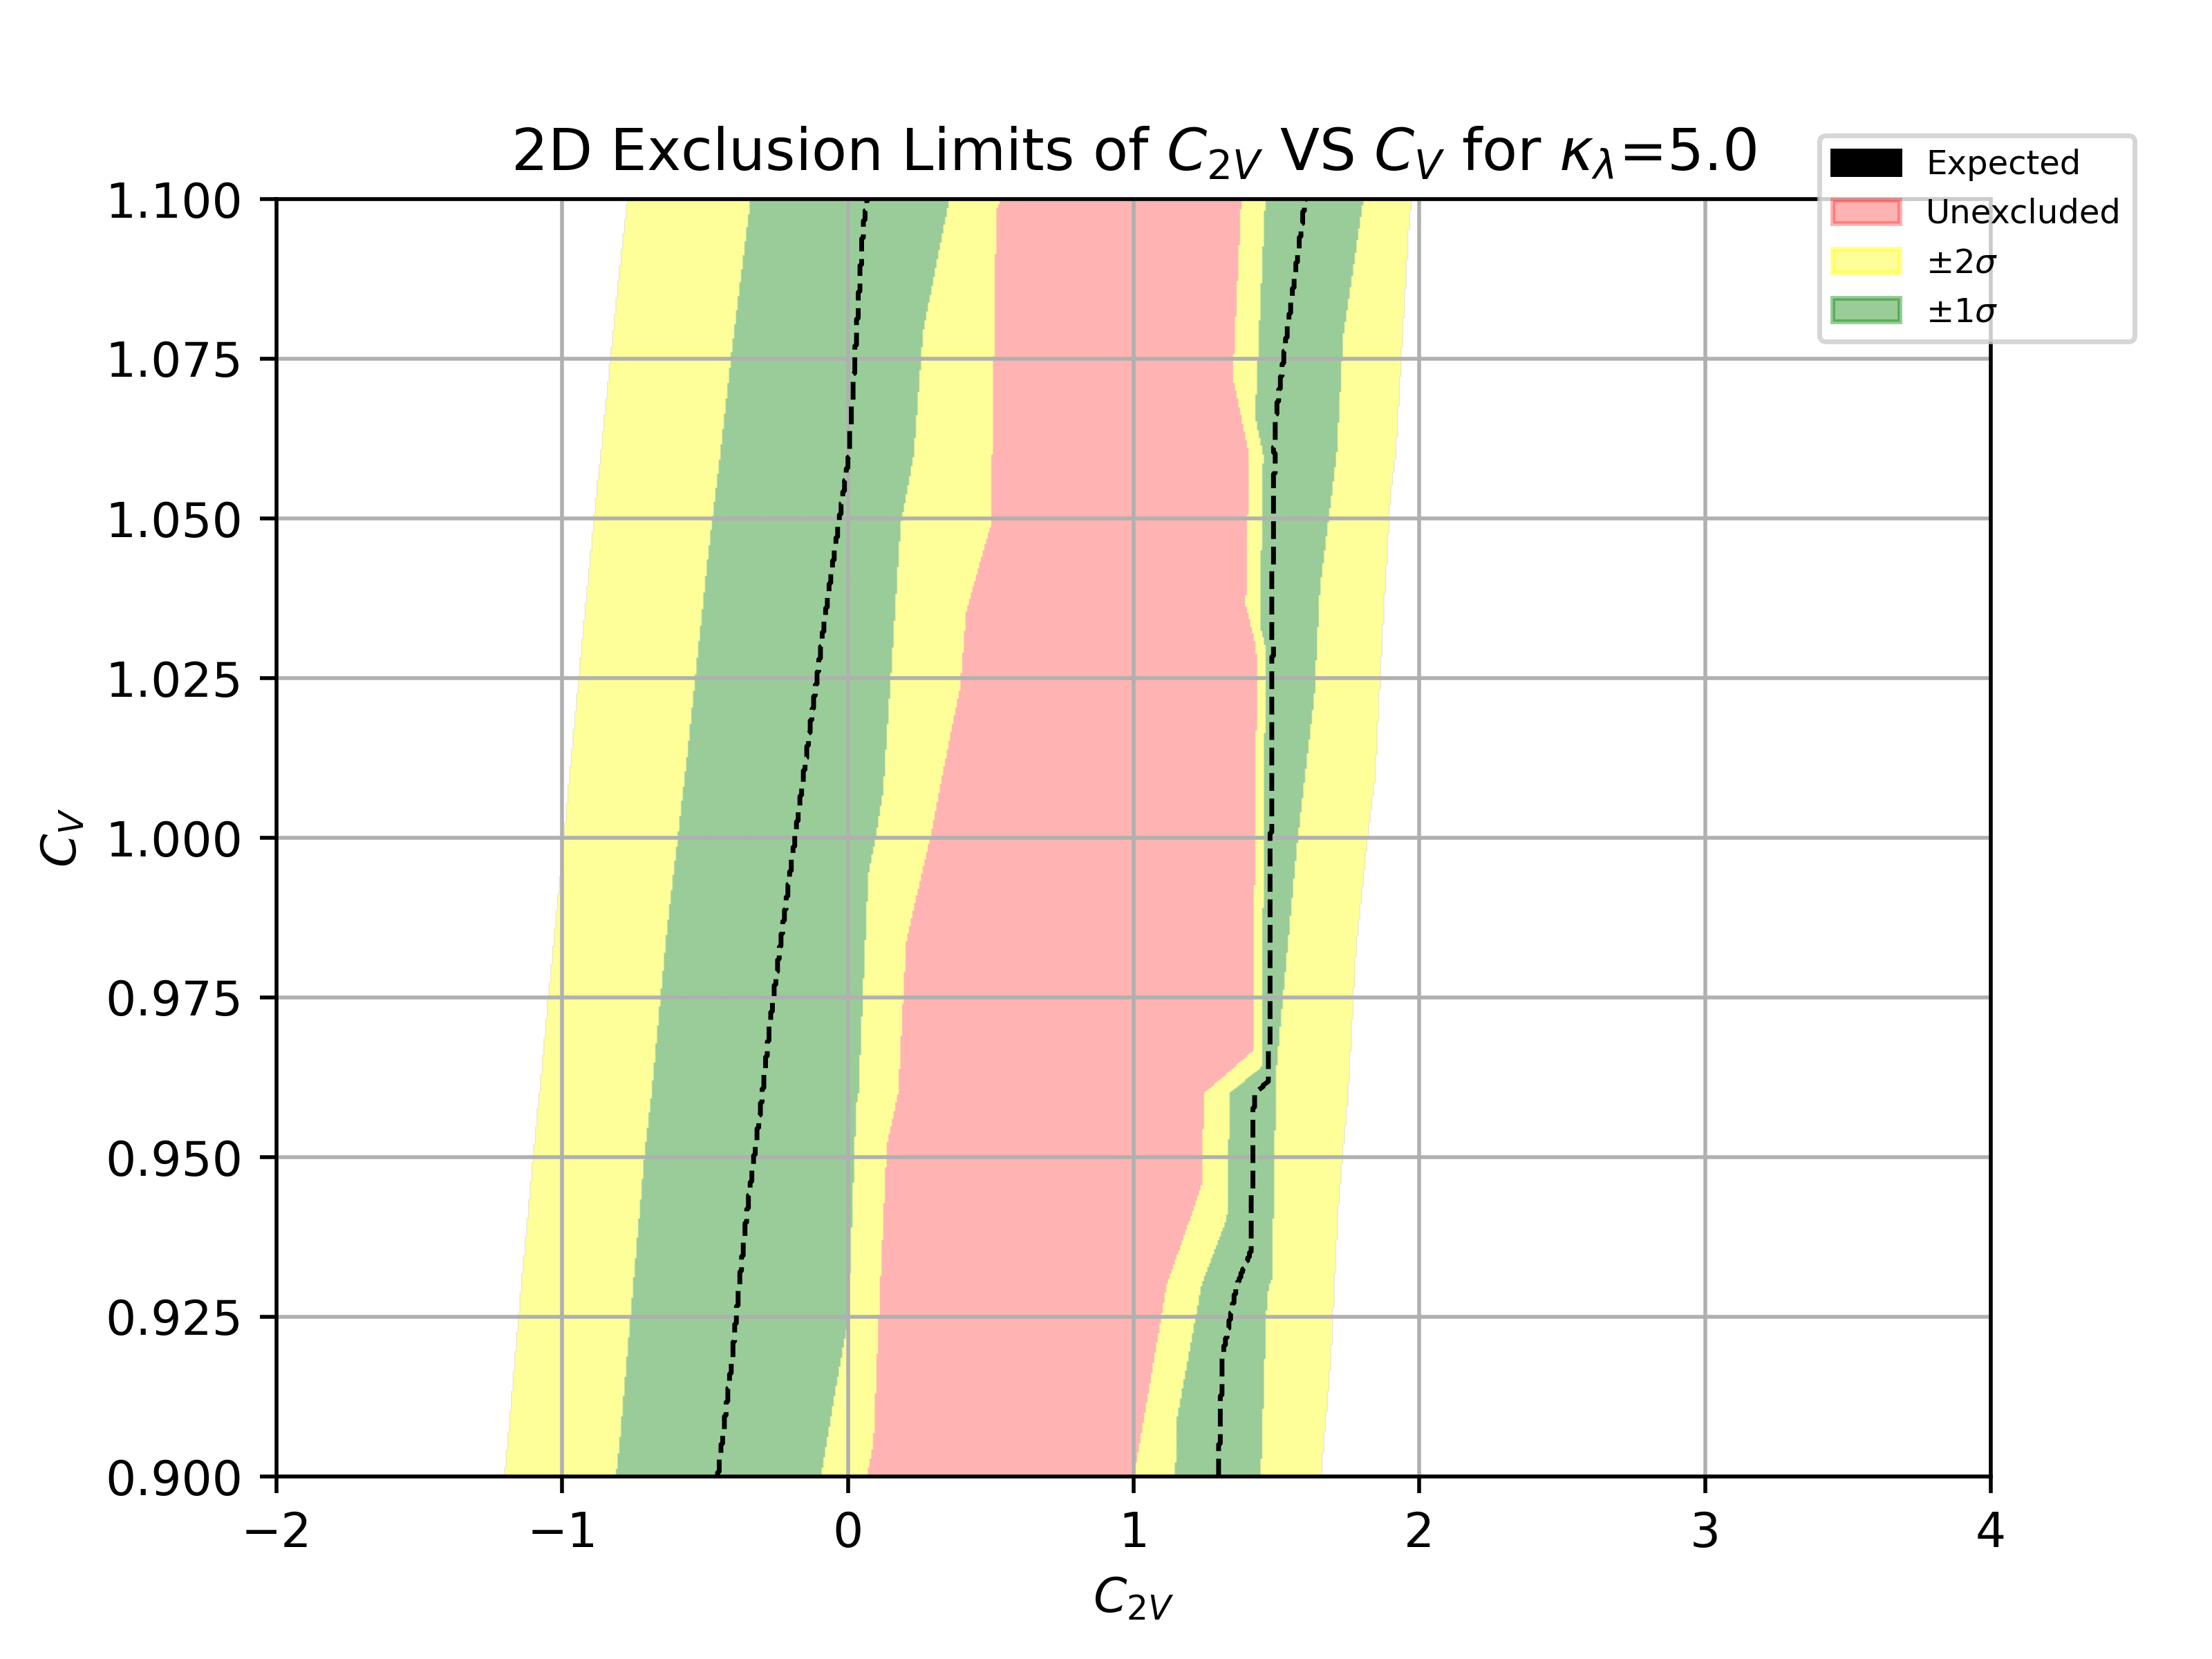 2D Exclusion Limits of C₂V VS CV for κλ=5.0
Expected
Unexcluded
±2σ
±1σ
1.100
1.075
1.050
1.025
1.000
0.975
0.950
0.925
0.900
CV
−2 −1 0 1 2 3 4
C₂V